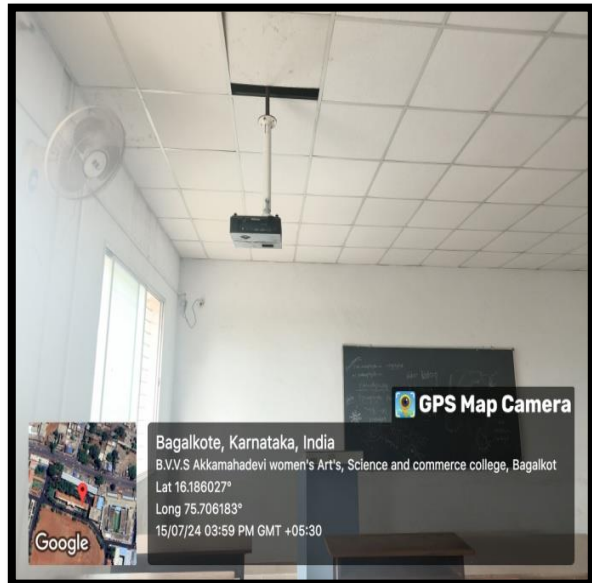 GPS Map Camera
Bagalkote, Karnataka, India
B.V.V.S Akkamahadevi women's Art's, Science and commerce college, Bagalkot
Lat 16.186027°
Long 75.706183°
15/07/24 03:59 PM GMT +05:30
Google